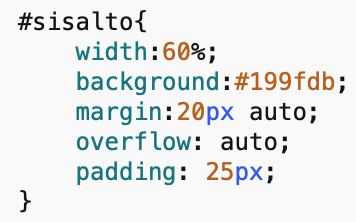 #sisalto{
    width:60%;
    background:#199fdb;
    margin:20px auto;
    overflow: auto;
    padding: 25px;
}